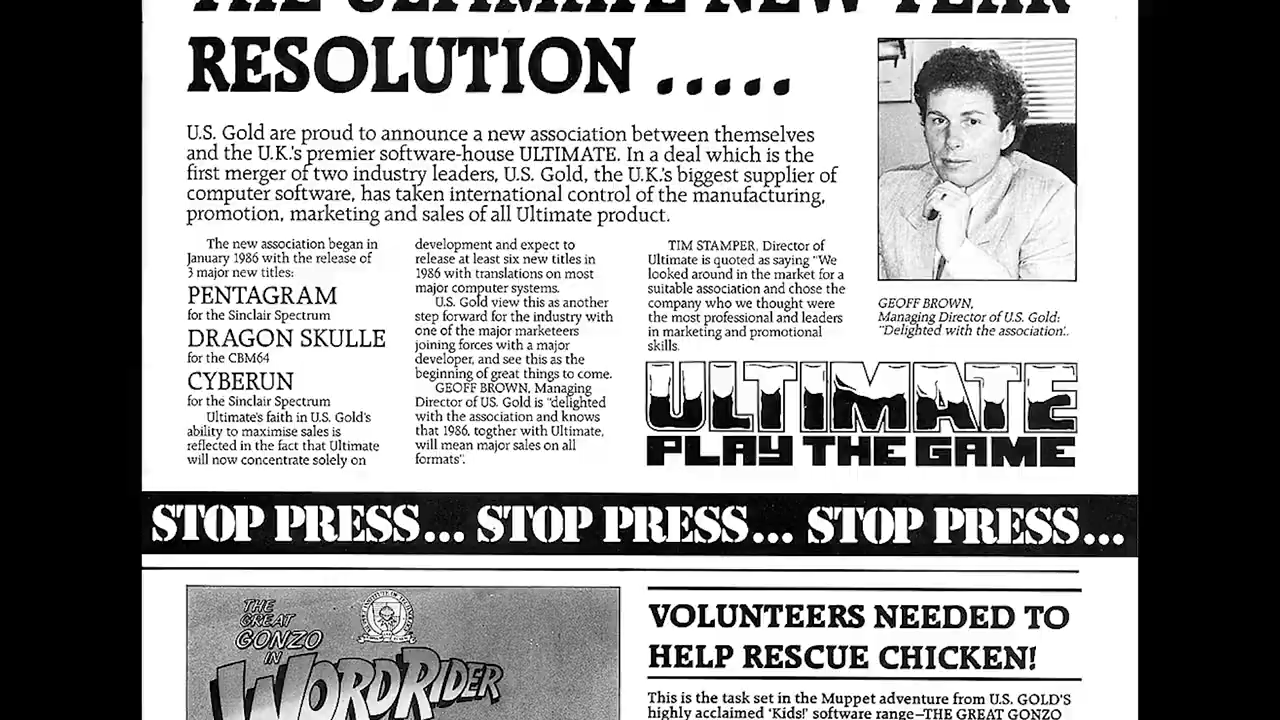 THE ULTIMATE NEW YEAR
RESOLUTION .....
U.S. Gold are proud to announce a new association between themselves
and the U.K.'s premier software-house ULTIMATE. In a deal which is the
first merger of two industry leaders, U.S. Gold, the U.K.'s biggest supplier of
computer software, has taken international control of the manufacturing,
promotion, marketing and sales of all Ultimate product.
The new association began in
January 1986 with the release of
3 major new titles:
PENTAGRAM
for the Sinclair Spectrum
DRAGON SKULLE
for the CBM64
CYBERUN
for the Sinclair Spectrum
Ultimate's faith in U.S. Gold's
ability to maximise sales is
reflected in the fact that Ultimate
will now concentrate solely on
development and expect to
release at least six new titles in
1986 with translations on most
major computer systems.
U.S. Gold view this as another
step forward for the industry with
one of the major marketeers
joining forces with a major
developer, and see this as the
beginning of great things to come.
GEOFF BROWN, Managing
Director of US. Gold is "delighted
with the association and knows
that 1986, togther with Ultimate,
will mean major sales on all
formats".
TIM STAMPER, Director of
Ultimate is quoted as saying "We
looked around in the market for a
suitable association and chose the
company who we thought were
the most professional and leaders
in marketing and promotional
skills.
GEOFF BROWN,
Managing Director of U.S. Gold:
"Delighted with the association'..
ULTIMATE
PLAY THE GAME
STOP PRESS... STOP PRESS... STOP PRESS...
THE
GREAT
GONZO
IN
WORDRIDER
VOLUNTEERS NEEDED TO
HELP RESCUE CHICKEN!
This is the task set in the Muppet adventure from U.S. GOLD'S
highly acclaimed 'Kids!' software range–THE GREAT GONZO